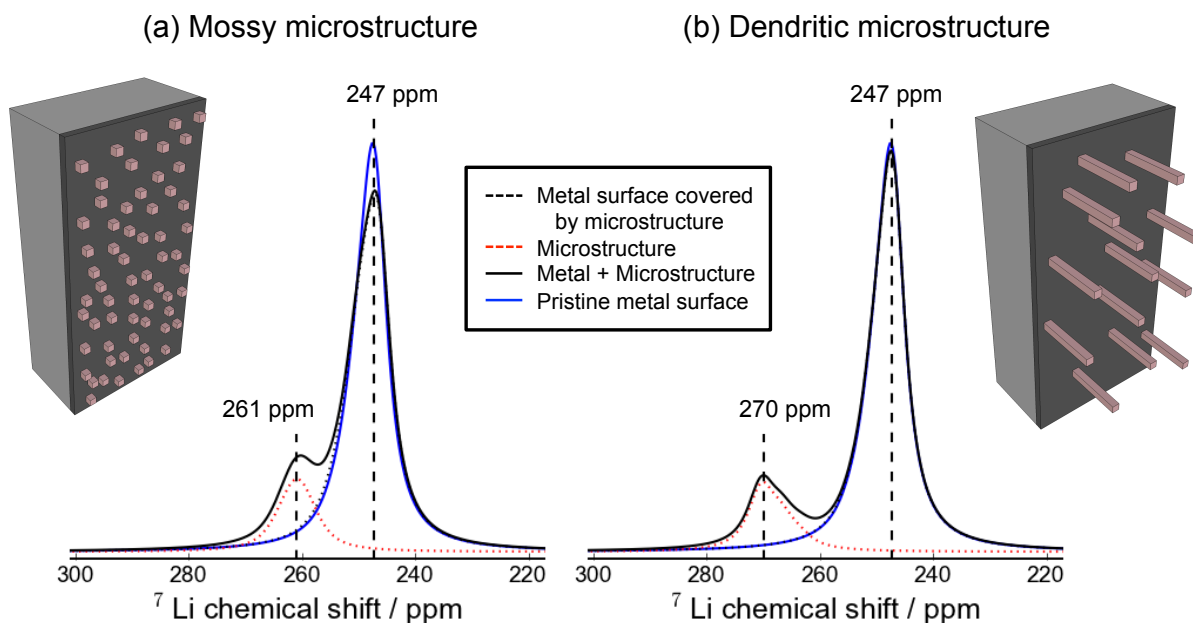 (a) Mossy microstructure
(b) Dendritic microstructure
247 ppm
247 ppm
Metal surface covered
by microstructure
Microstructure
Metal + Microstructure
Pristine metal surface
261 ppm
270 ppm
300 280 260 240 220
300 280 260 240 220
⁷ Li chemical shift / ppm
⁷ Li chemical shift / ppm